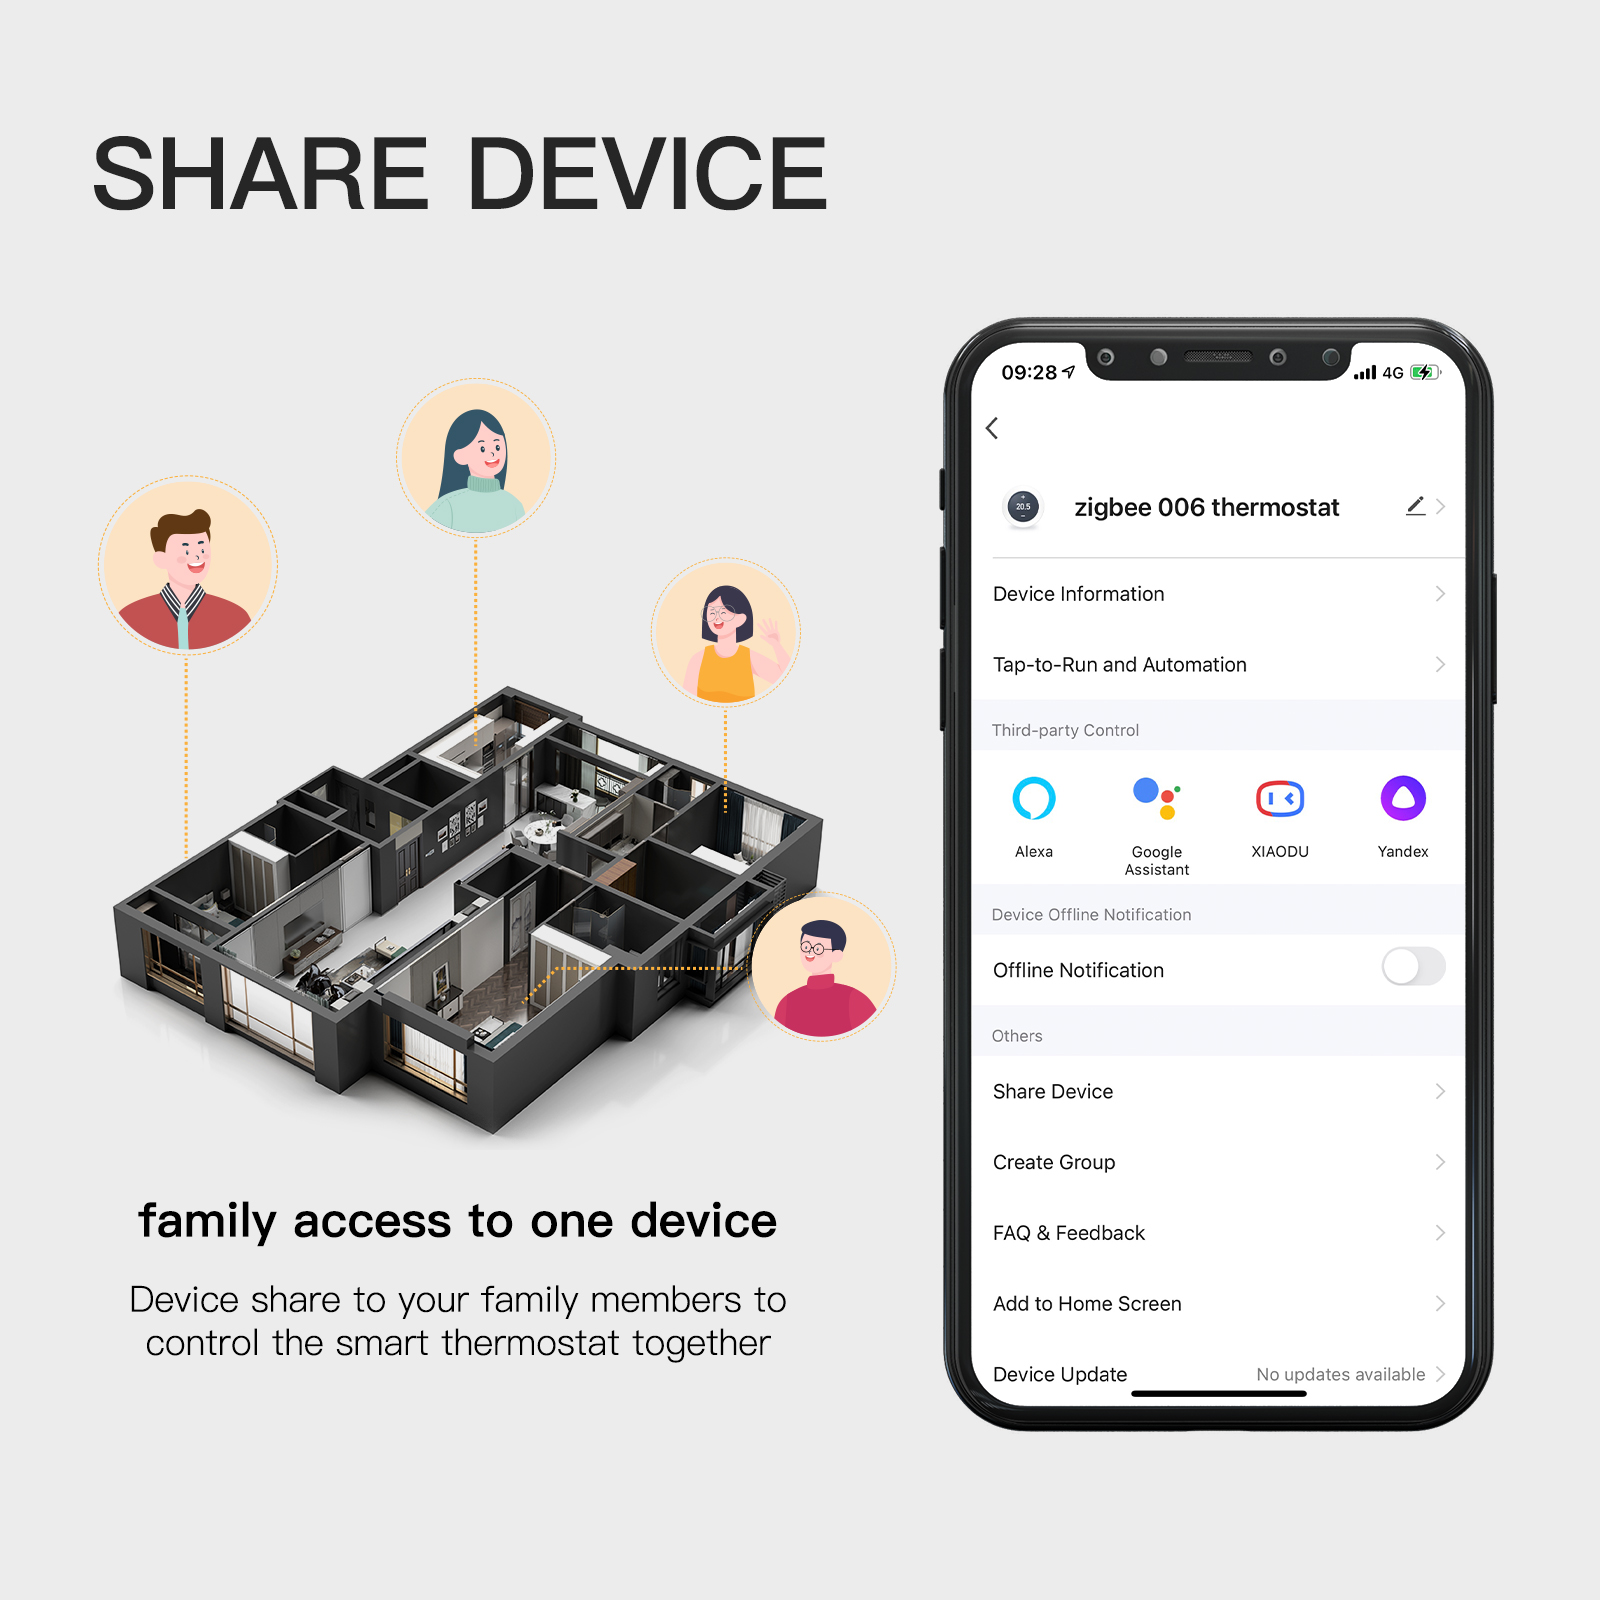 SHARE DEVICE
family access to one device
Device share to your family members to
control the smart thermostat together
09:28
4G
20.5
zigbee 006 thermostat
Device Information
Tap-to-Run and Automation
Third-party Control
Alexa
Google
Assistant
XIAODU
Yandex
Device Offline Notification
Offline Notification
Others
Share Device
Create Group
FAQ & Feedback
Add to Home Screen
Device Update
No updates available